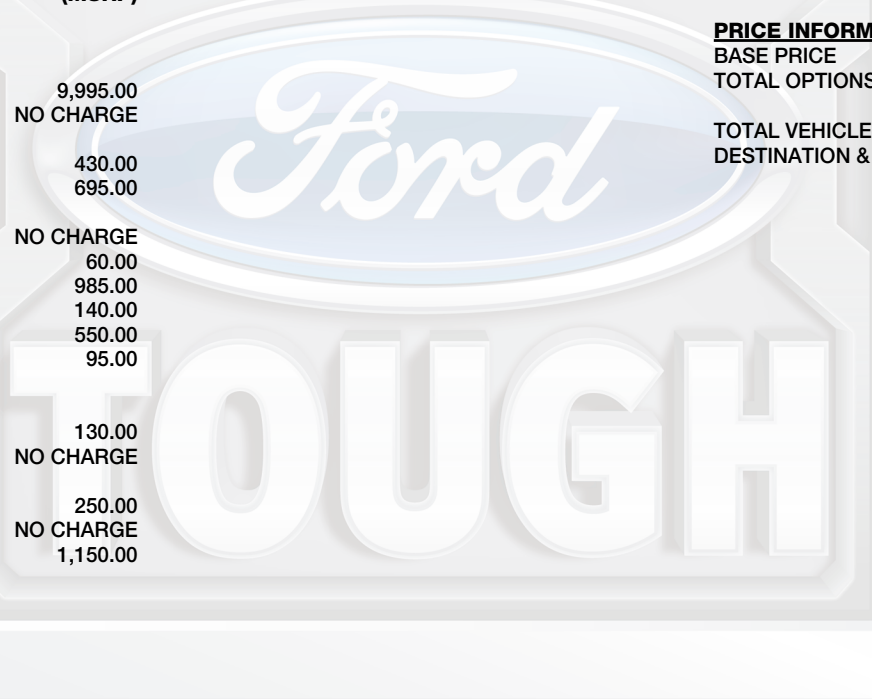 PRICE INFORM
BASE PRICE
TOTAL OPTIONS
TOTAL VEHICLE
DESTINATION &
9,995.00
NO CHARGE
430.00
695.00
NO CHARGE
60.00
985.00
140.00
550.00
95.00
130.00
NO CHARGE
250.00
NO CHARGE
1,150.00
Ford
TOUGH